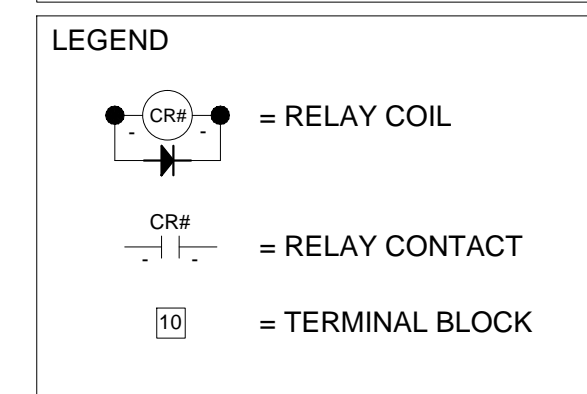 LEGEND
CR# = RELAY COIL
- -
CR#
= RELAY CONTACT
- -
10 = TERMINAL BLOCK